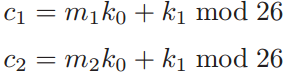 c₁ = m₁k₀ + k₁ mod 26
c₂ = m₂k₀ + k₁ mod 26